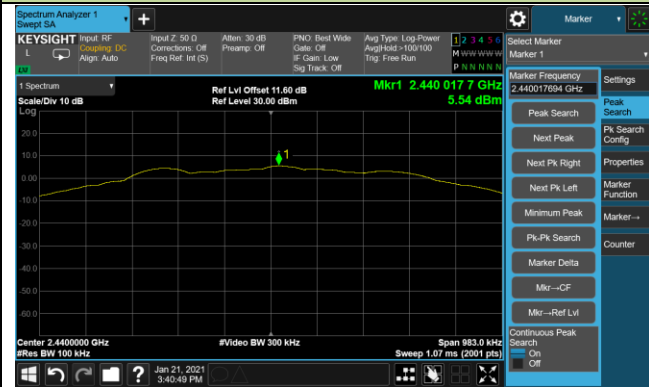 Spectrum Analyzer 1
Swept SA
Marker
KEYSIGHT
L
Input: RF
Coupling: DC
Align: Auto
Input Z: 50 Ω
Corrections: Off
Freq Ref: Int (S)
Atten: 30 dB
Preamp: Off
PNO: Best Wide
Gate: Off
IF Gain: Low
Sig Track: Off
Avg Type: Log-Power
Avg|Hold:>100/100
Trig: Free Run
1 2 3 4 5 6
M W W W W W
P N N N N N
Select Marker
Marker 1
1 Spectrum
Scale/Div 10 dB
Log
Ref Lvl Offset 11.60 dB
Ref Level 30.00 dBm
Mkr1 2.440 017 7 GHz
5.54 dBm
Marker Frequency
2.440017694 GHz
Settings
Peak Search
Peak
Search
Next Peak
Pk Search
Config
Next Pk Right
Properties
Next Pk Left
Marker
Function
Minimum Peak
Marker→
Pk-Pk Search
Counter
Marker Delta
Mkr→CF
Mkr→Ref Lvl
Continuous Peak
Search
On
Off
20.0
10.0
0.00
-10.0
-20.0
-30.0
-40.0
-50.0
-60.0
1
Center 2.4400000 GHz
#Res BW 100 kHz
#Video BW 300 kHz
Span 983.0 kHz
Sweep 1.07 ms (2001 pts)
Jan 21, 2021
3:40:49 PM